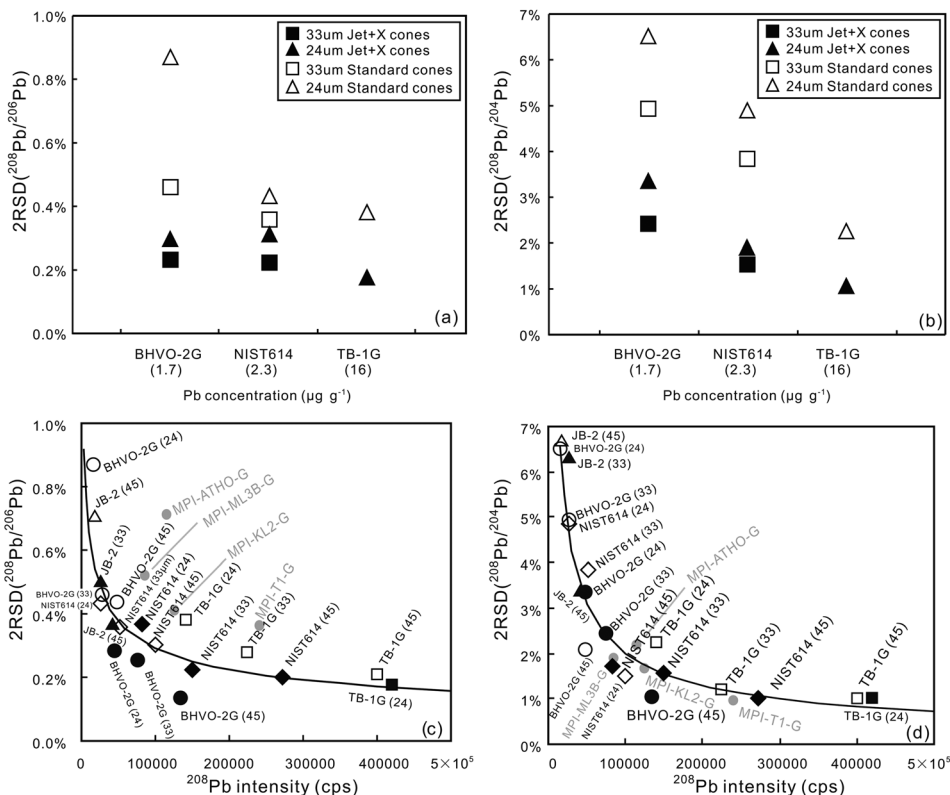 1.0%
0.8%
0.6%
0.4%
0.2%
0.0%
2RSD(²⁰⁸Pb/²⁰⁶Pb)
33um Jet+X cones
24um Jet+X cones
33um Standard cones
24um Standard cones
(a)
BHVO-2G
(1.7)
NIST614
(2.3)
TB-1G
(16)
Pb concentration (µg g⁻¹)
7%
6%
5%
4%
3%
2%
1%
0%
2RSD(²⁰⁸Pb/²⁰⁴Pb)
33um Jet+X cones
24um Jet+X cones
33um Standard cones
24um Standard cones
(b)
BHVO-2G
(1.7)
NIST614
(2.3)
TB-1G
(16)
Pb concentration (µg g⁻¹)
1.0%
0.8%
0.6%
0.4%
0.2%
0.0%
2RSD(²⁰⁸Pb/²⁰⁶Pb)
BHVO-2G (24)
JB-2 (45)
MPI-ATHO-G
MPI-ML3B-G
MPI-KL2-G
JB-2 (33)
BHVO-2G (45)
BHVO-2G (33)
NIST614 (24)
NIST614 (33µm)
NIST614 (24)
NIST614 (45)
TB-1G (24)
MPI-T1-G
JB-2 (45)
NIST614 (33)
TB-1G (33)
NIST614 (45)
TB-1G (45)
BHVO-2G (24)
BHVO-2G (33)
BHVO-2G (45)
TB-1G (24)
(c)
0
100000
200000
300000
400000
5×10⁵
²⁰⁸Pb intensity (cps)
7%
6%
5%
4%
3%
2%
1%
0%
2RSD(²⁰⁸Pb/²⁰⁴Pb)
JB-2 (45)
BHVO-2G (24)
JB-2 (33)
BHVO-2G (33)
NIST614 (24)
NIST614 (33)
BHVO-2G (24)
MPI-ATHO-G
JB-2 (45)
BHVO-2G (33)
NIST614 (45)
TB-1G (24)
NIST614 (33)
BHVO-2G (45)
MPI-ML3B-G
NIST614 (24)
MPI-KL2-G
TB-1G (33)
NIST614 (45)
TB-1G (45)
BHVO-2G (45)
MPI-T1-G
TB-1G (24)
(d)
0
100000
200000
300000
400000
5×10⁵
²⁰⁸Pb intensity (cps)